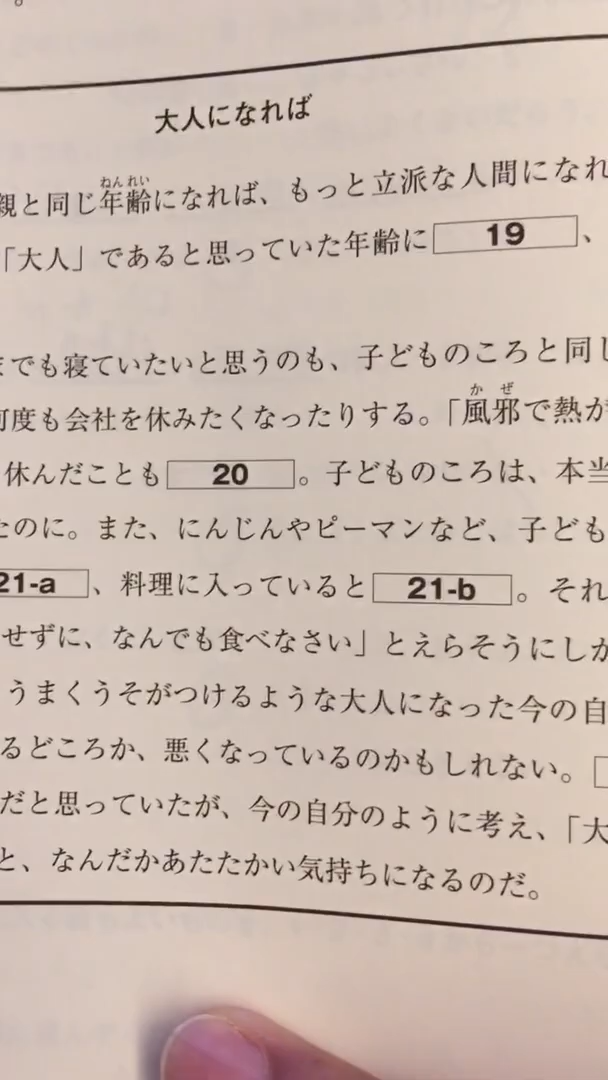 大人になれば
親と同じ年齢になれば、もっと立派な人間になれ
「大人」であると思っていた年齢に 19 、
までも寝ていたいと思うのも、子どものころと同じ
何度も会社を休みたくなったりする。「風邪で熱が
休んだことも 20 。子どものころは、本当
たのに。また、にんじんやピーマンなど、子ども
21-a 、料理に入っていると 21-b 。それ
せずに、なんでも食べなさい」とえらそうにしか
うまくうそがつけるような大人になった今の自
るどころか、悪くなっているのかもしれない。
だと思っていたが、今の自分のように考え、「大
と、なんだかあたたかい気持ちになるのだ。